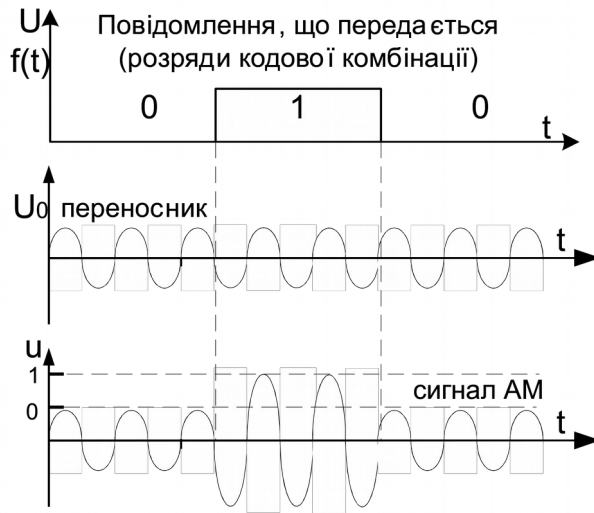 U
f(t)
Повідомлення, що передається
(розряди кодової комбінації)
0 1 0
t
U0 переносник
t
u
1
0
сигнал АМ
t